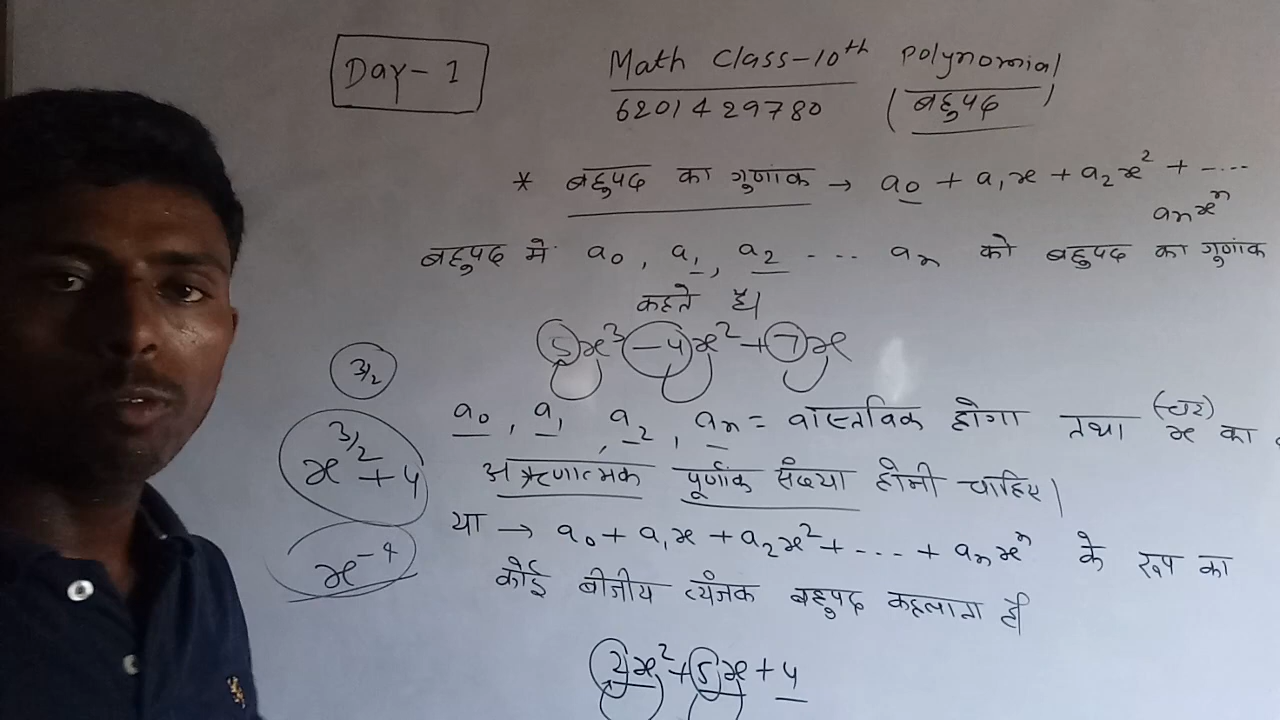 Day-1
Math Class-10th Polynomial
6201429780 (बहुपद)
* बहुपद का गुणांक → a₀ + a₁x + a₂x² + ....
aₙxⁿ
बहुपद मे a₀, a₁, a₂ .... aₙ को बहुपद का गुणांक
कहते हैं।
5x³-4x²+7x
3/2
a₀, a₁, a₂, aₙ = वास्तविक होगा तथा (चर) x का
x^3/2+4
अऋणात्मक पूर्णांक संख्या होनी चाहिए।
या → a₀ + a₁x + a₂x² + .... + aₙxⁿ के रूप का
x⁻⁴
कोई बीजीय व्यंजक बहुपद कहलाता है
2x²+5x+4